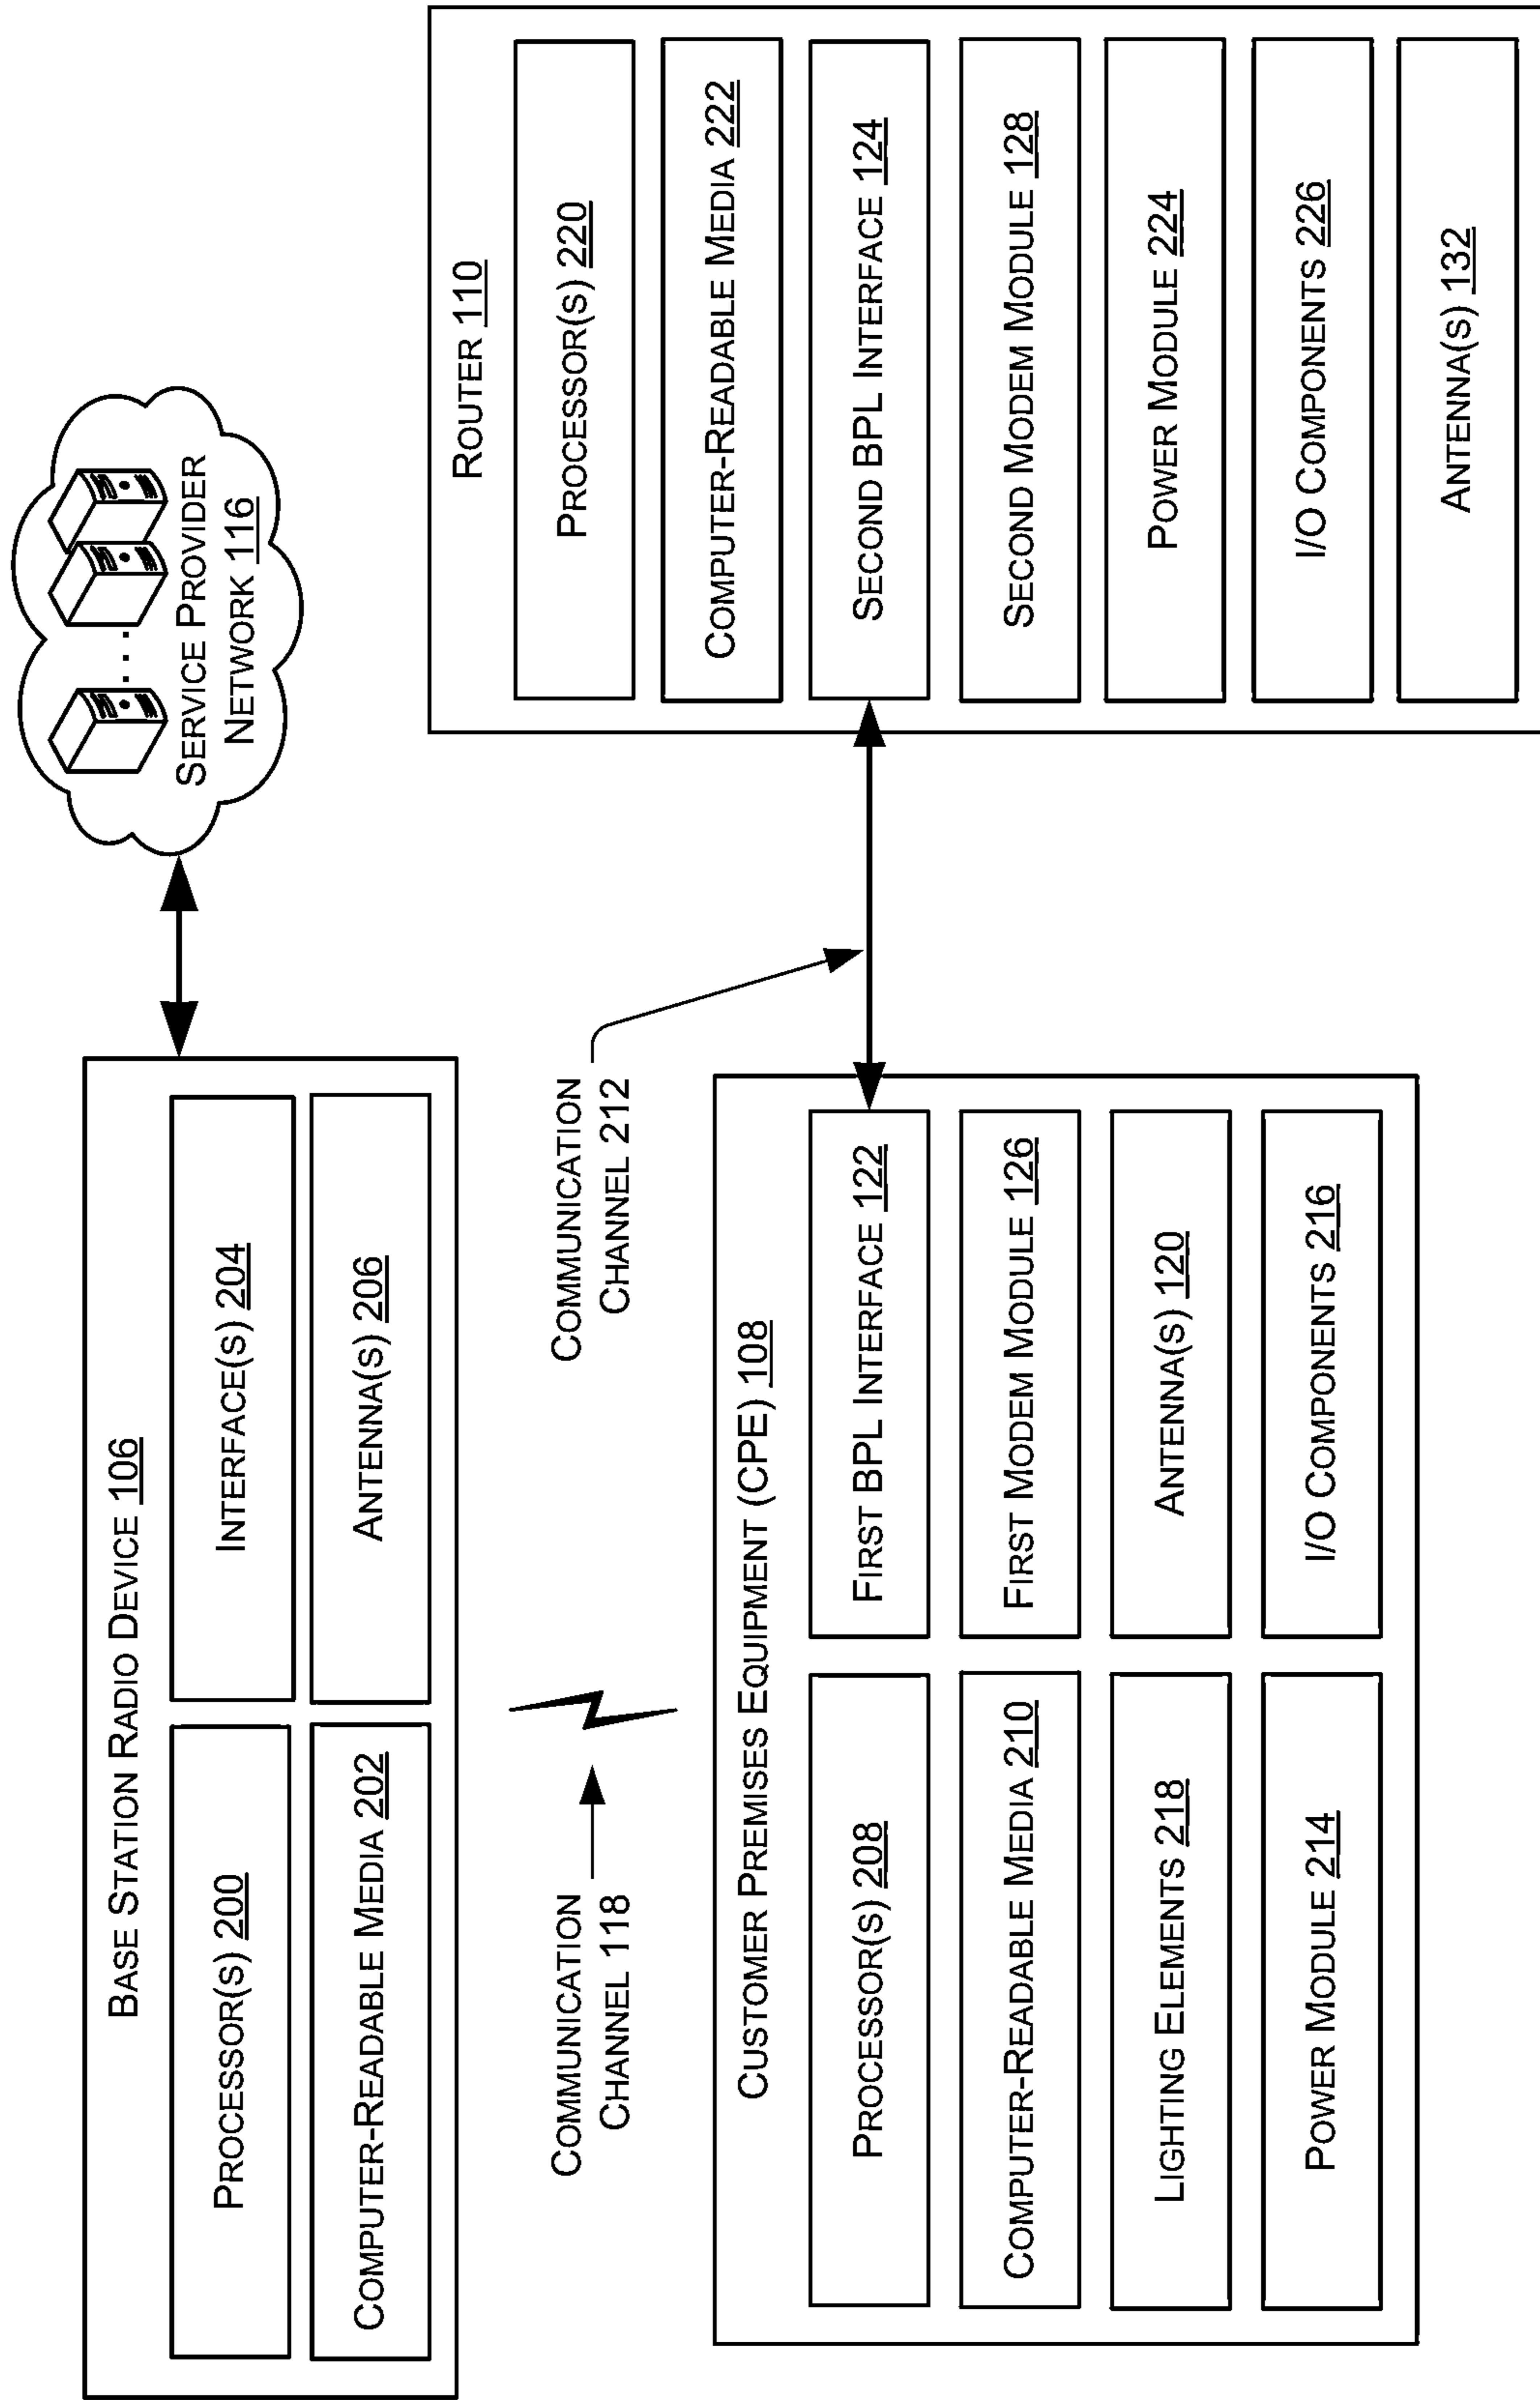 BASE STATION RADIO DEVICE 106
PROCESSOR(S) 200
INTERFACE(S) 204
COMPUTER-READABLE MEDIA 202
ANTENNA(S) 206
SERVICE PROVIDER
NETWORK 116
COMMUNICATION
CHANNEL 118
COMMUNICATION
CHANNEL 212
CUSTOMER PREMISES EQUIPMENT (CPE) 108
PROCESSOR(S) 208
FIRST BPL INTERFACE 122
COMPUTER-READABLE MEDIA 210
FIRST MODEM MODULE 126
LIGHTING ELEMENTS 218
ANTENNA(S) 120
POWER MODULE 214
I/O COMPONENTS 216
ROUTER 110
PROCESSOR(S) 220
COMPUTER-READABLE MEDIA 222
SECOND BPL INTERFACE 124
SECOND MODEM MODULE 128
POWER MODULE 224
I/O COMPONENTS 226
ANTENNA(S) 132